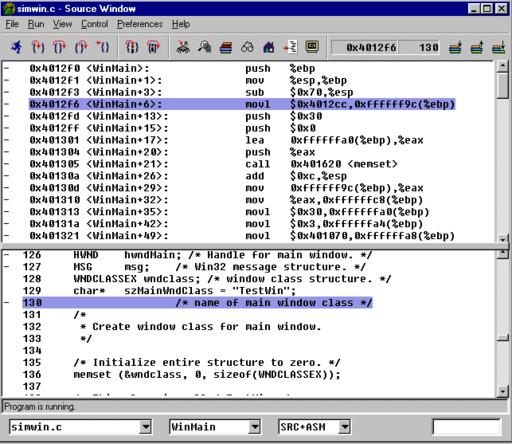 simwin.c - Source Window
File Run View Control Preferences Help
0x4012f6 130
- 0x4012f0 <WinMain>: push %ebp
- 0x4012f1 <WinMain+1>: mov %esp,%ebp
- 0x4012f3 <WinMain+3>: sub $0x70,%esp
- 0x4012f6 <WinMain+6>: movl $0x4012cc,0xffffff9c(%ebp)
- 0x4012fd <WinMain+13>: push $0x30
- 0x4012ff <WinMain+15>: push $0x0
- 0x401301 <WinMain+17>: lea 0xffffffa0(%ebp),%eax
- 0x401304 <WinMain+20>: push %eax
- 0x401305 <WinMain+21>: call 0x401620 <memset>
- 0x40130a <WinMain+26>: add $0xc,%esp
- 0x40130d <WinMain+29>: mov 0xffffff9c(%ebp),%eax
- 0x401310 <WinMain+32>: mov %eax,0xffffffc8(%ebp)
- 0x401313 <WinMain+35>: movl $0x30,0xffffffa0(%ebp)
- 0x40131a <WinMain+42>: movl $0x3,0xffffffa4(%ebp)
- 0x401321 <WinMain+49>: movl $0x401070,0xffffffa8(%ebp)
- 126 HWND hwndMain; /* Handle for main window. */
- 127 MSG msg; /* Win32 message structure. */
128 WNDCLASSEX wndclass; /* window class structure. */
129 char* szMainWndClass = "TestWin";
- 130 /* name of main window class */
131 /*
132 * Create window class for main window.
133 */
134
135 /* Initialize entire structure to zero. */
- 136 memset (&wndclass, 0, sizeof(WNDCLASSEX));
137
Program is running.
simwin.c WinMain SRC+ASM